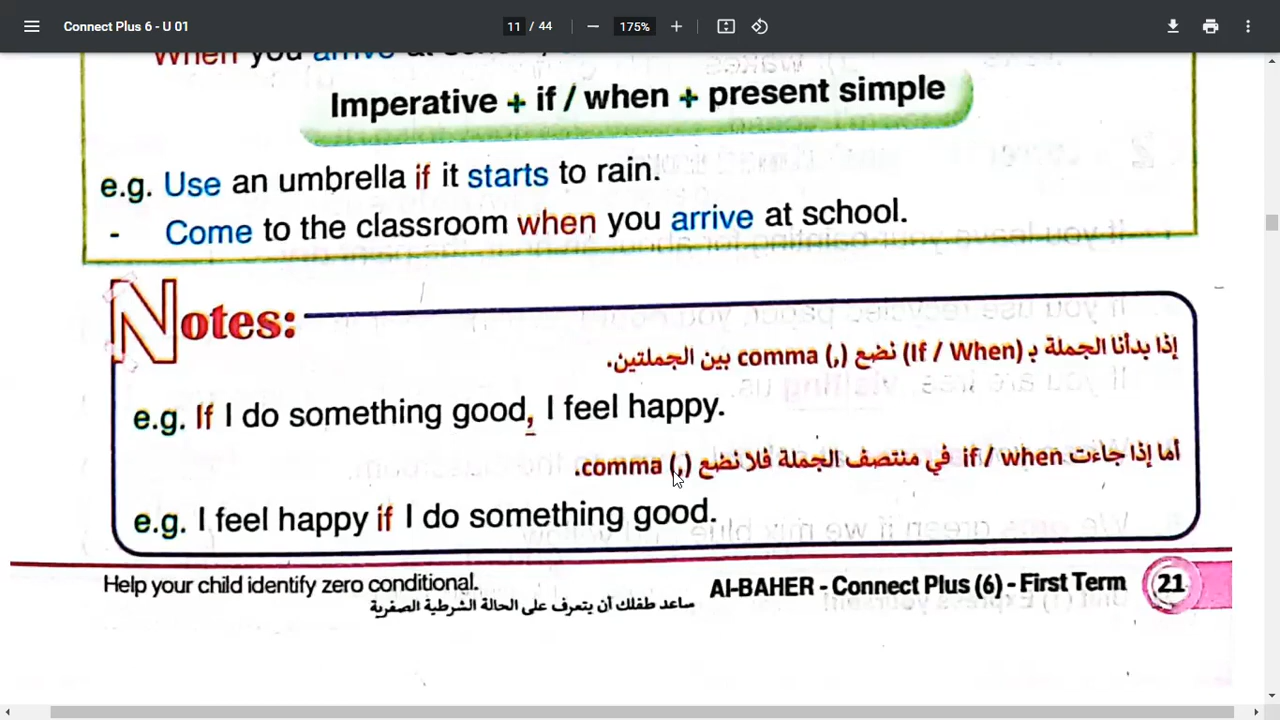 Connect Plus 6 - U 01
11 / 44
175%
When you arrive at
Imperative + if / when + present simple
e.g. Use an umbrella if it starts to rain.
- Come to the classroom when you arrive at school.
Notes:
إذا بدأنا الجملة بـ (If / When) نضع (,) comma بين الجملتين.
e.g. If I do something good, I feel happy.
أما إذا جاءت if / when في منتصف الجملة فلا نضع (,) comma.
e.g. I feel happy if I do something good.
Help your child identify zero conditional.
ساعد طفلك أن يتعرف على الحالة الشرطية الصفرية
Al-BAHER - Connect Plus (6) - First Term
21